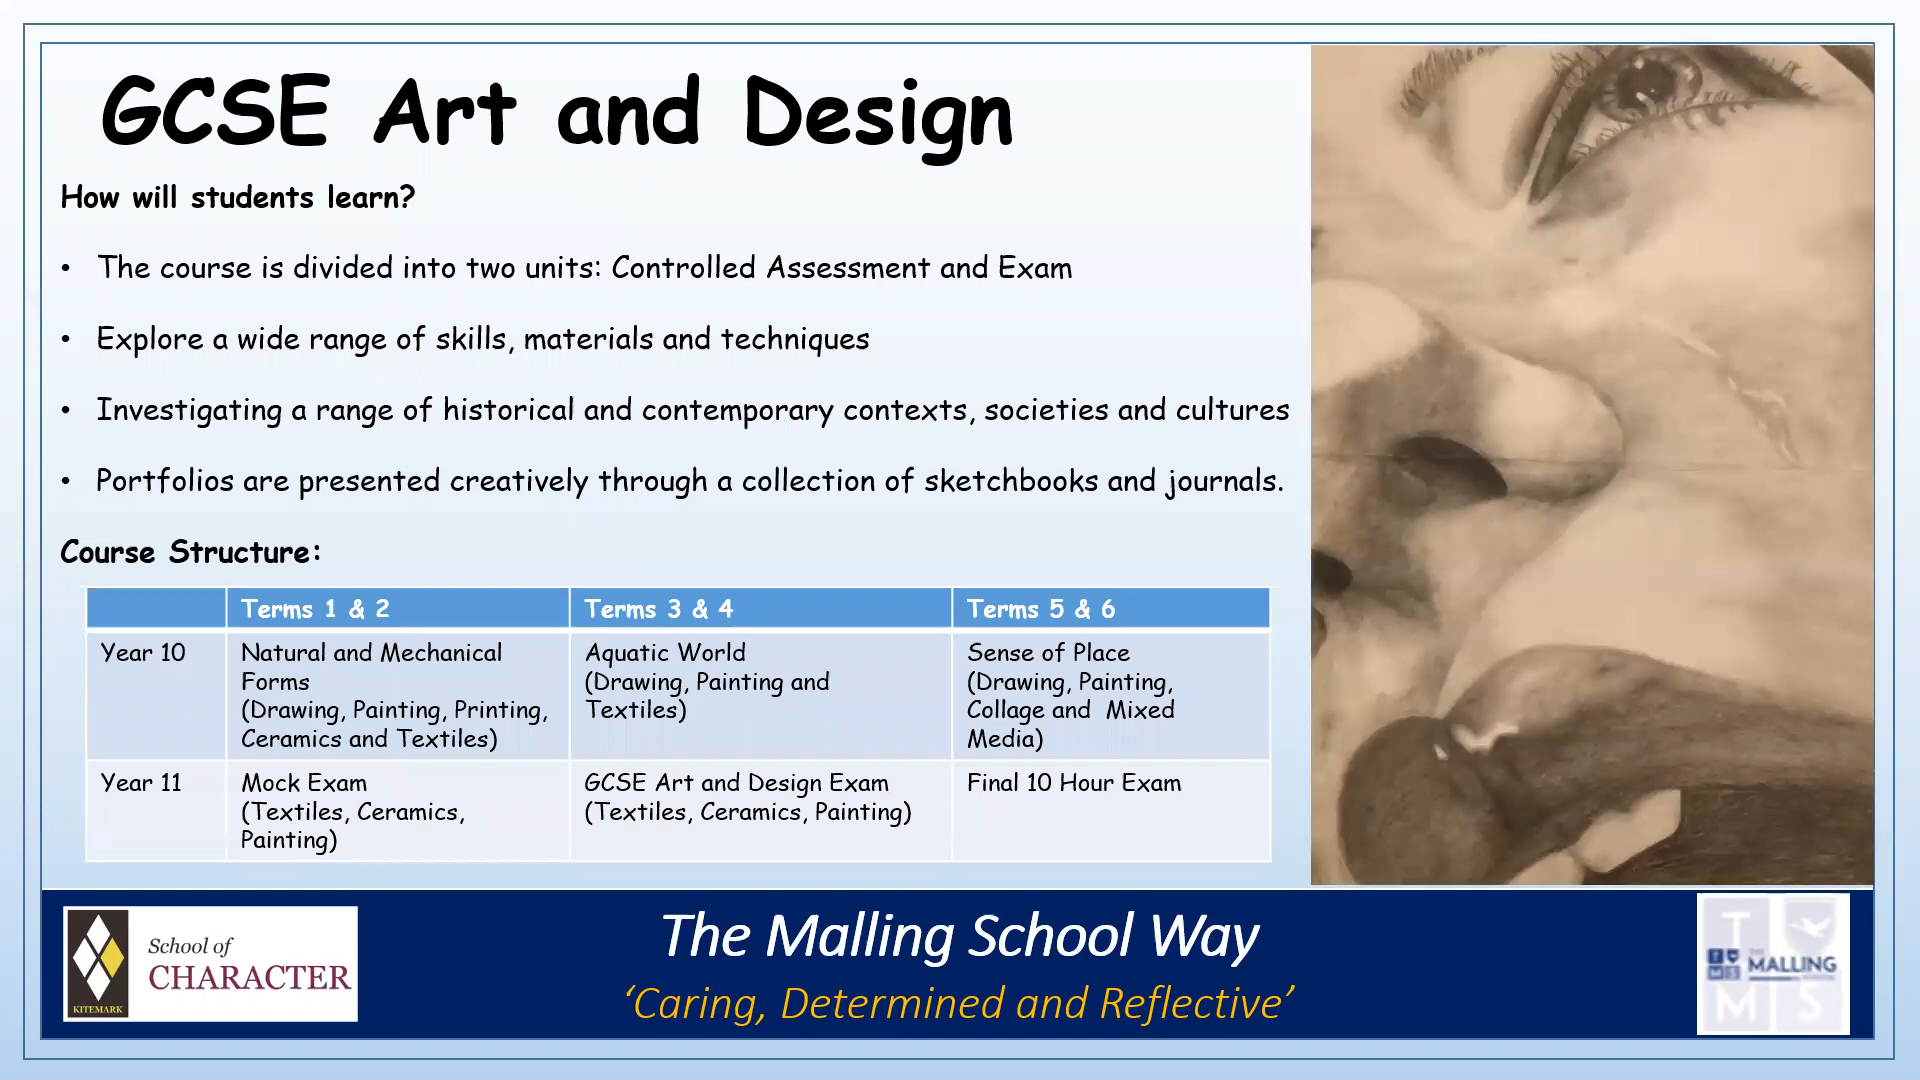 GCSE Art and Design
How will students learn?
• The course is divided into two units: Controlled Assessment and Exam
• Explore a wide range of skills, materials and techniques
• Investigating a range of historical and contemporary contexts, societies and cultures
• Portfolios are presented creatively through a collection of sketchbooks and journals.
Course Structure:
Terms 1 & 2 Terms 3 & 4 Terms 5 & 6
Year 10
Natural and Mechanical
Forms
(Drawing, Painting, Printing,
Ceramics and Textiles)
Aquatic World
(Drawing, Painting and
Textiles)
Sense of Place
(Drawing, Painting,
Collage and Mixed
Media)
Year 11
Mock Exam
(Textiles, Ceramics,
Painting)
GCSE Art and Design Exam
(Textiles, Ceramics, Painting)
Final 10 Hour Exam
School of
CHARACTER
KITEMARK
The Malling School Way
‘Caring, Determined and Reflective’
T
THE
MALLING
M S